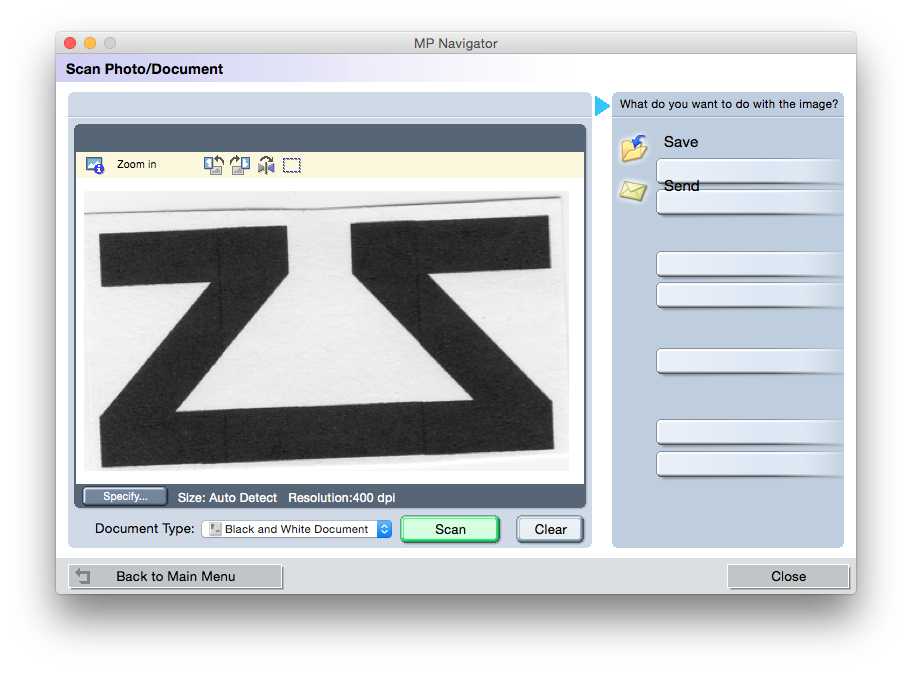 MP Navigator
Scan Photo/Document
What do you want to do with the image?
Zoom in
Save
Send
Specify...
Size: Auto Detect Resolution:400 dpi
Document Type: Black and White Document Scan Clear
Back to Main Menu Close